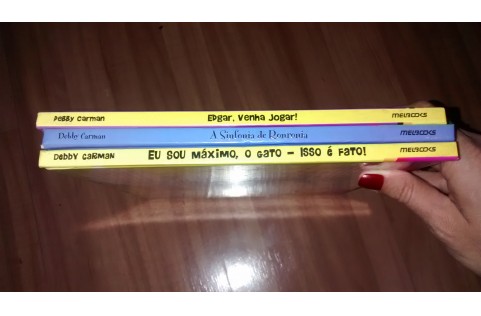 Debby Carman Edgar, venha jogar! MELBOOKS
Debby Carman A Sinfonia de Ronronia MELBOOKS
Debby Carman EU SOU MÁXIMO, O GATO - ISSO É FATO! MELBOOKS